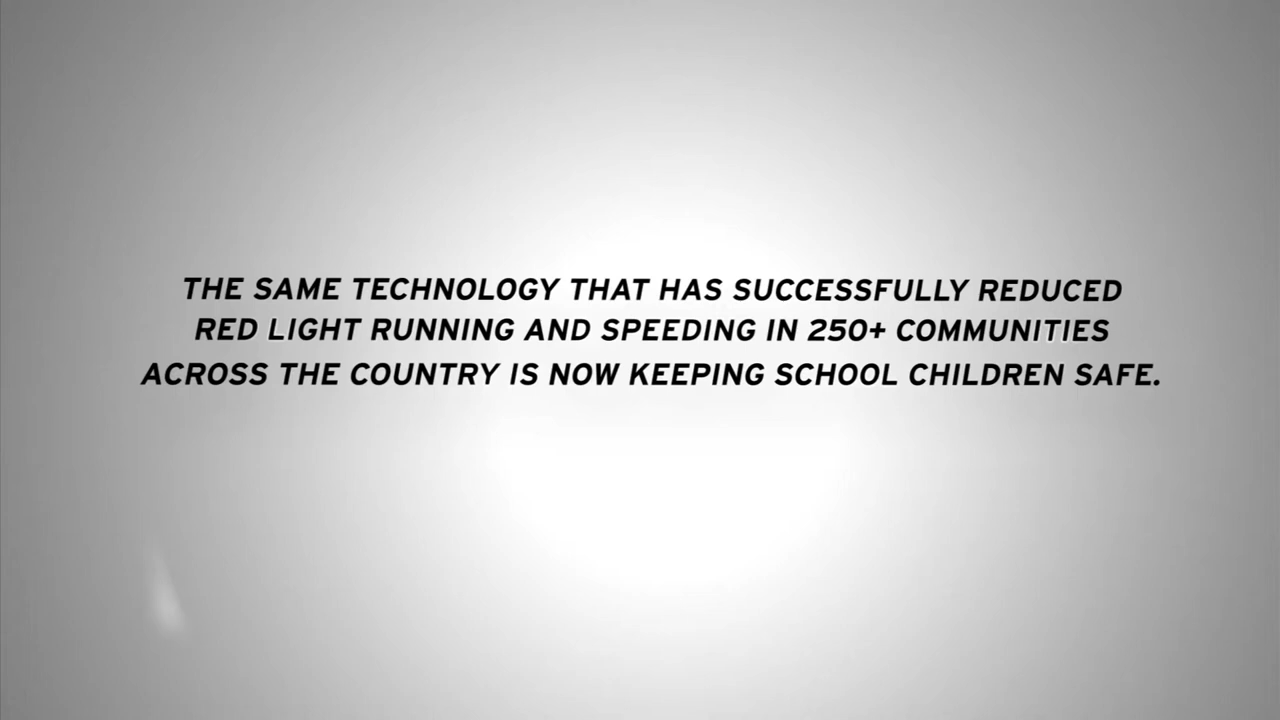 THE SAME TECHNOLOGY THAT HAS SUCCESSFULLY REDUCED
RED LIGHT RUNNING AND SPEEDING IN 250+ COMMUNITIES
ACROSS THE COUNTRY IS NOW KEEPING SCHOOL CHILDREN SAFE.